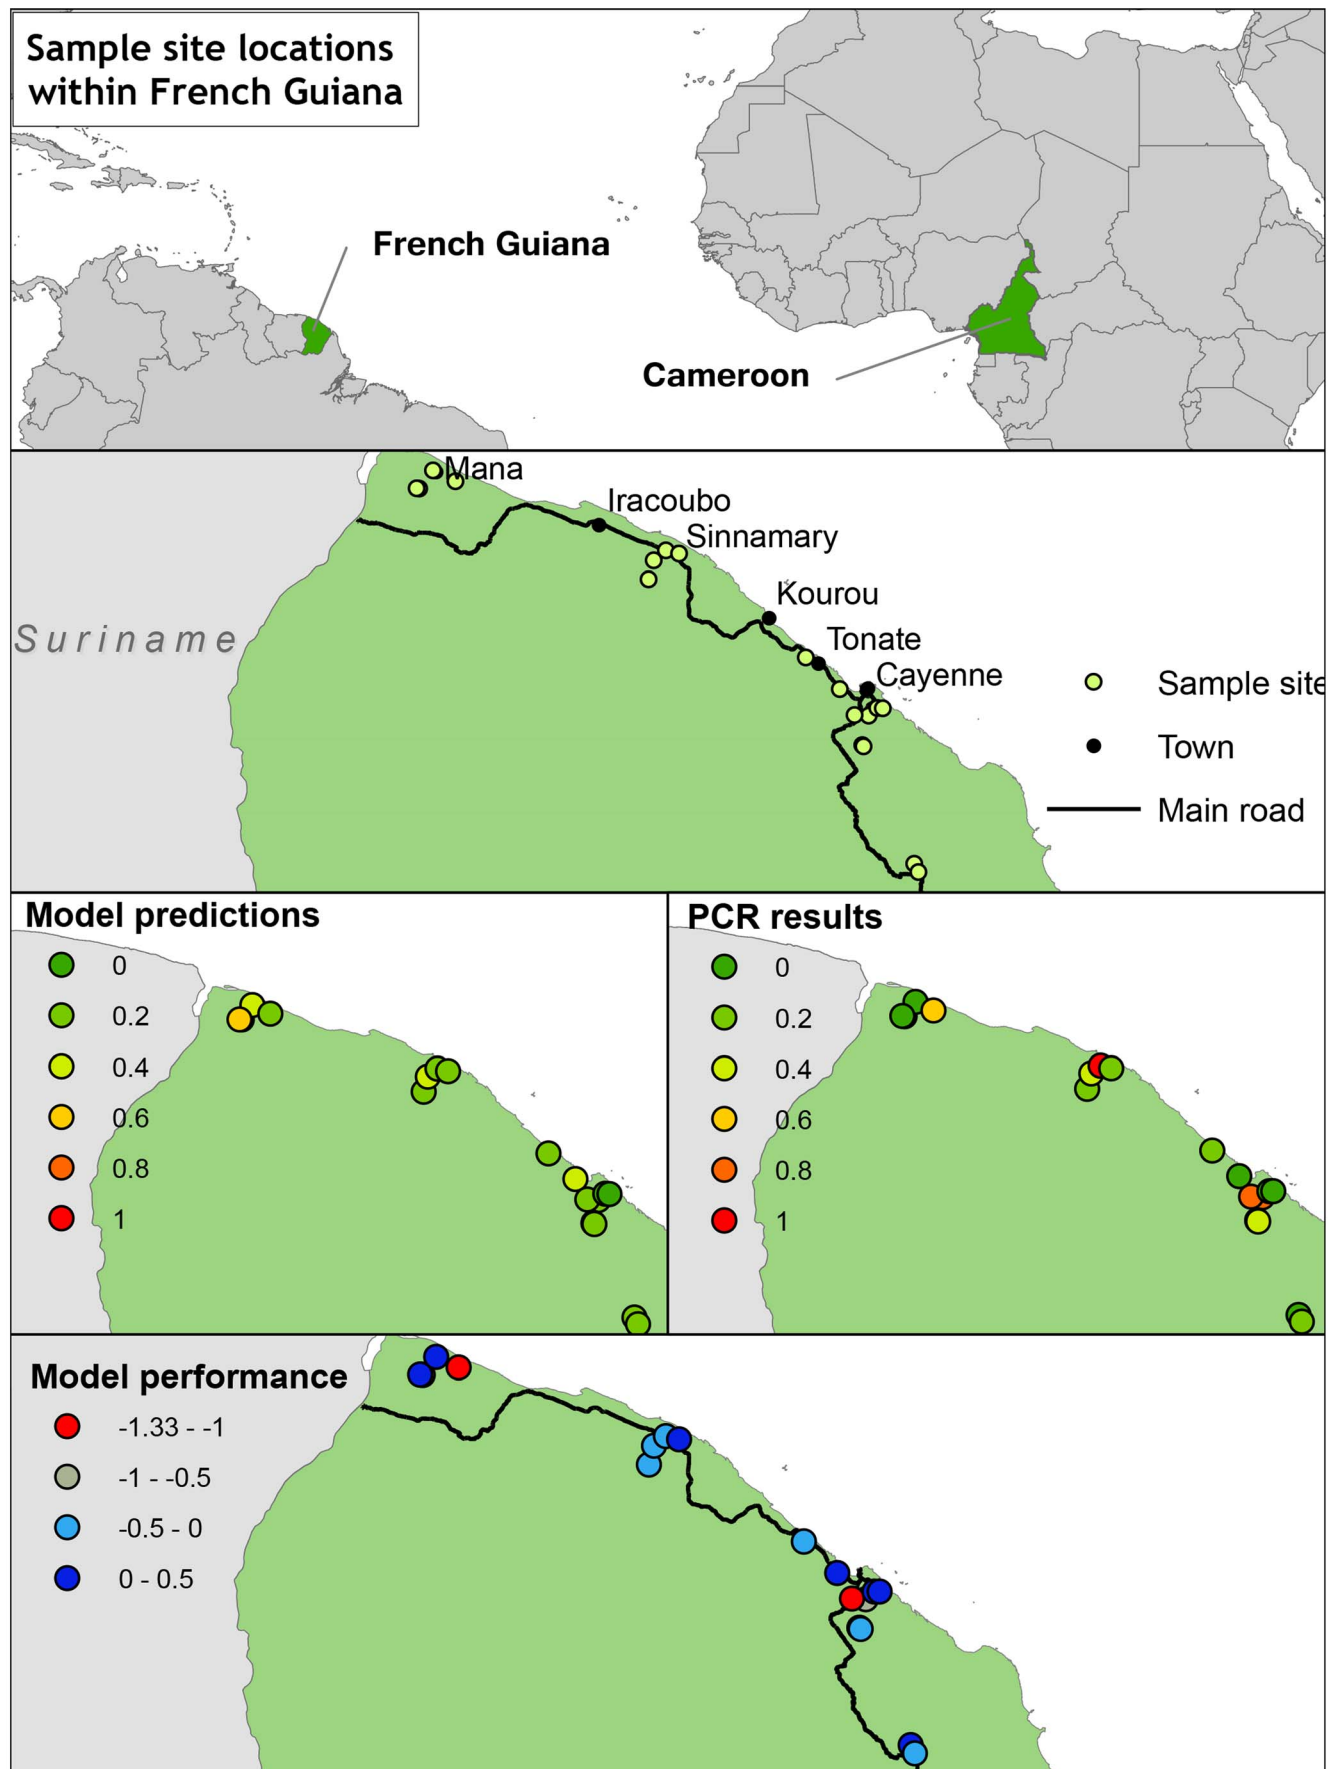 Sample site locations
within French Guiana
French Guiana
Cameroon
Mana
Iracoubo
Sinnamary
Kourou
Suriname
Tonate
Cayenne
Sample site
Town
Main road
Model predictions
0
0.2
0.4
0.6
0.8
1
PCR results
0
0.2
0.4
0.6
0.8
1
Model performance
-1.33 - -1
-1 - -0.5
-0.5 - 0
0 - 0.5